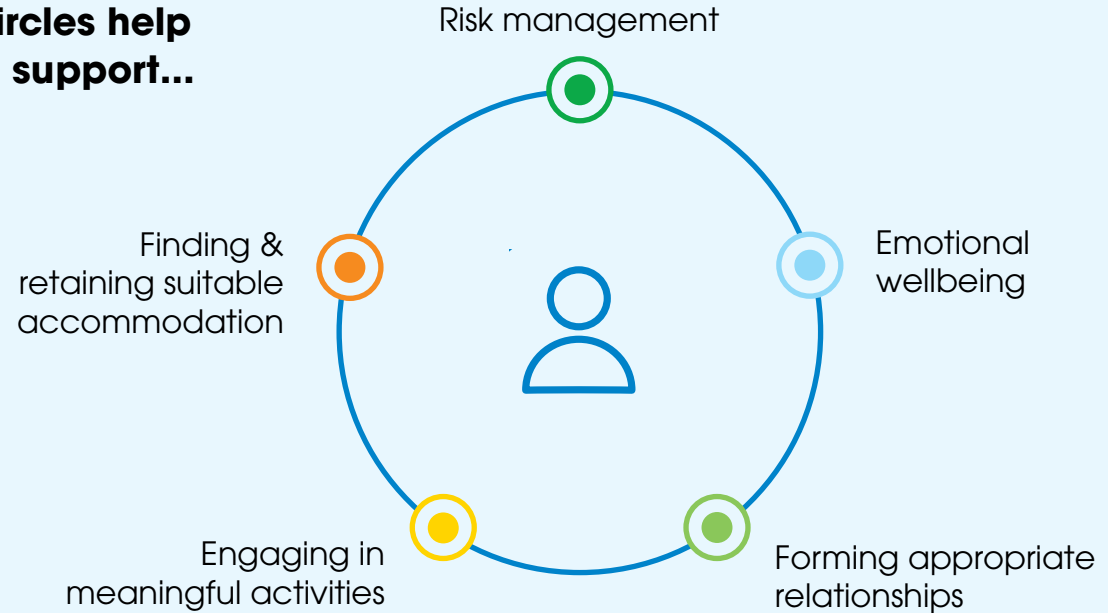 ircles help
support...
Risk management
Emotional
wellbeing
Forming appropriate
relationships
Engaging in
meaningful activities
Finding &
retaining suitable
accommodation